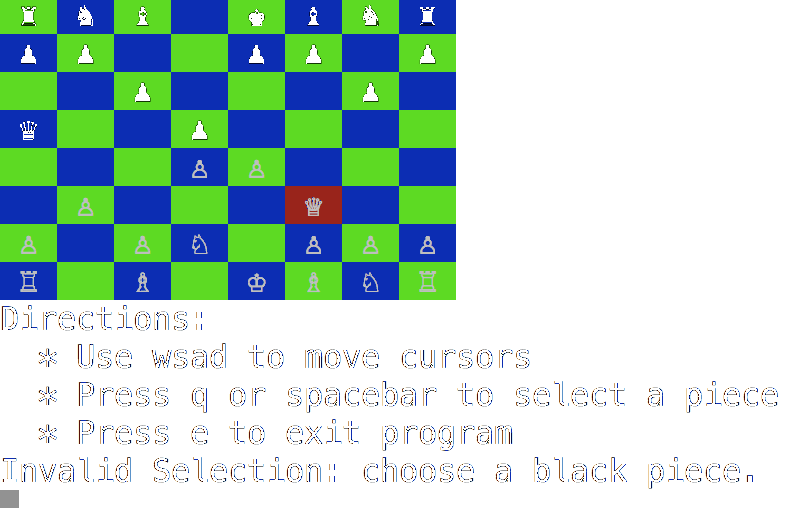 Directions:
* Use wsad to move cursors
* Press q or spacebar to select a piece
* Press e to exit program
Invalid Selection: choose a black piece.